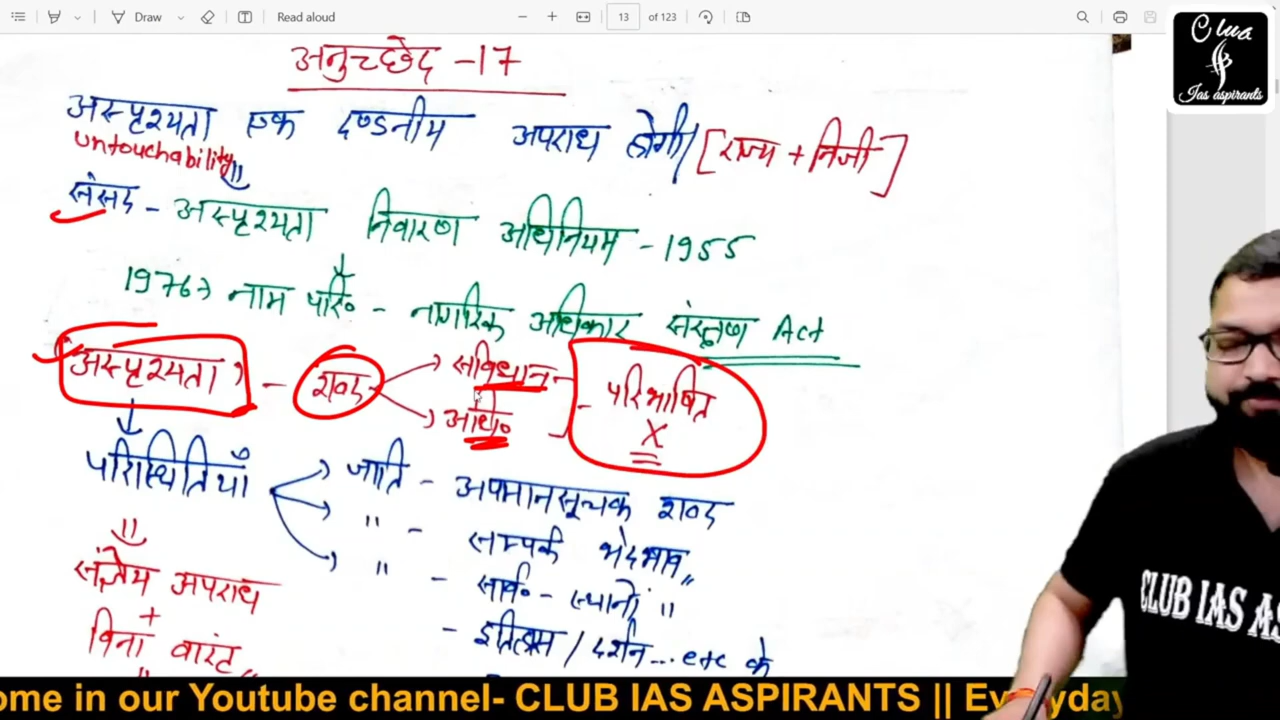 Draw
Read aloud
13 of 123
Clua
Ias aspirants
अनुच्छेद -17
अस्पृश्यता एक दण्डनीय अपराध होगी/ [राज्य + निजी]
untouchability
संसद - अस्पृश्यता निवारण अधिनियम - 1955
1976 → नाम परि० - नागरिक अधिकार संरक्षण Act
'अस्पृश्यता' - शब्द → संविधान
→ अधि०
परिभाषित
X
परिस्थितियाँ → जाति - अपमानसूचक शब्द
→ " - सम्पर्क भेदभाव,,
→ " - सार्व० - स्थानों "
- इतिहास / दर्शन... etc के
संज्ञेय अपराध
+
बिना वारंट,,
CLUB IAS AS
ome in our Youtube channel- CLUB IAS ASPIRANTS || Everyday